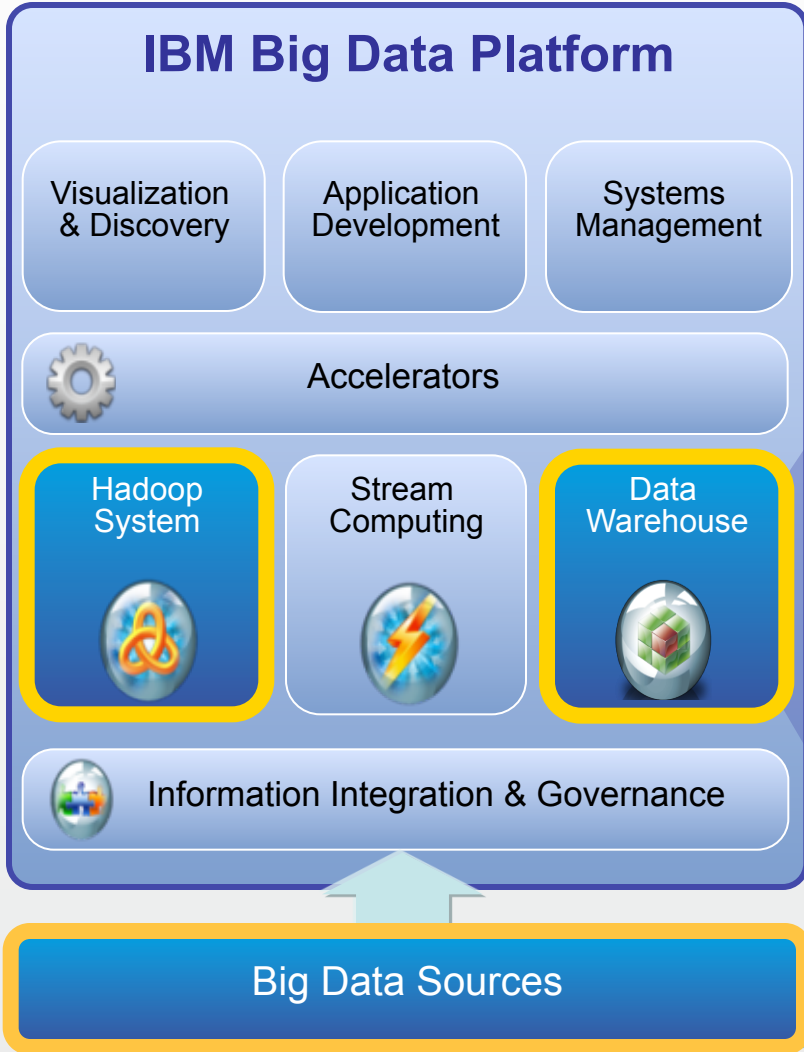 IBM Big Data Platform
Visualization
& Discovery
Application
Development
Systems
Management
Accelerators
Hadoop
System
Stream
Computing
Data
Warehouse
Information Integration & Governance
Big Data Sources